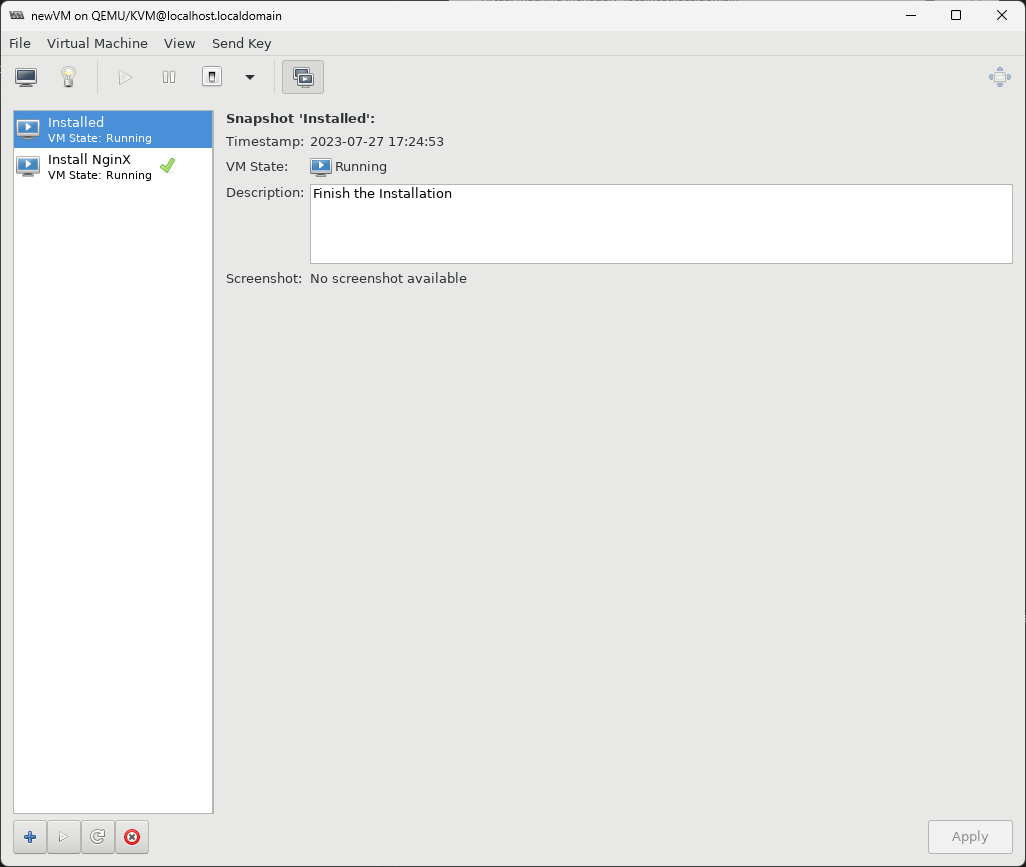 newVM on QEMU/KVM@localhost.localdomain
File Virtual Machine View Send Key
Installed
VM State: Running
Install NginX
VM State: Running
Snapshot 'Installed':
Timestamp: 2023-07-27 17:24:53
VM State: Running
Description: Finish the Installation
Screenshot: No screenshot available
Apply